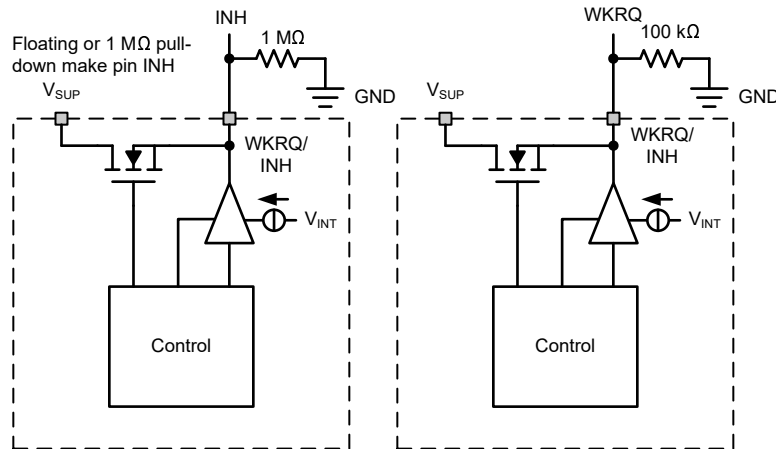 INH
Floating or 1 MΩ pull-
down make pin INH
1 MΩ
GND
VSUP
WKRQ/
INH
VINT
Control
WKRQ
100 kΩ
GND
VSUP
WKRQ/
INH
VINT
Control